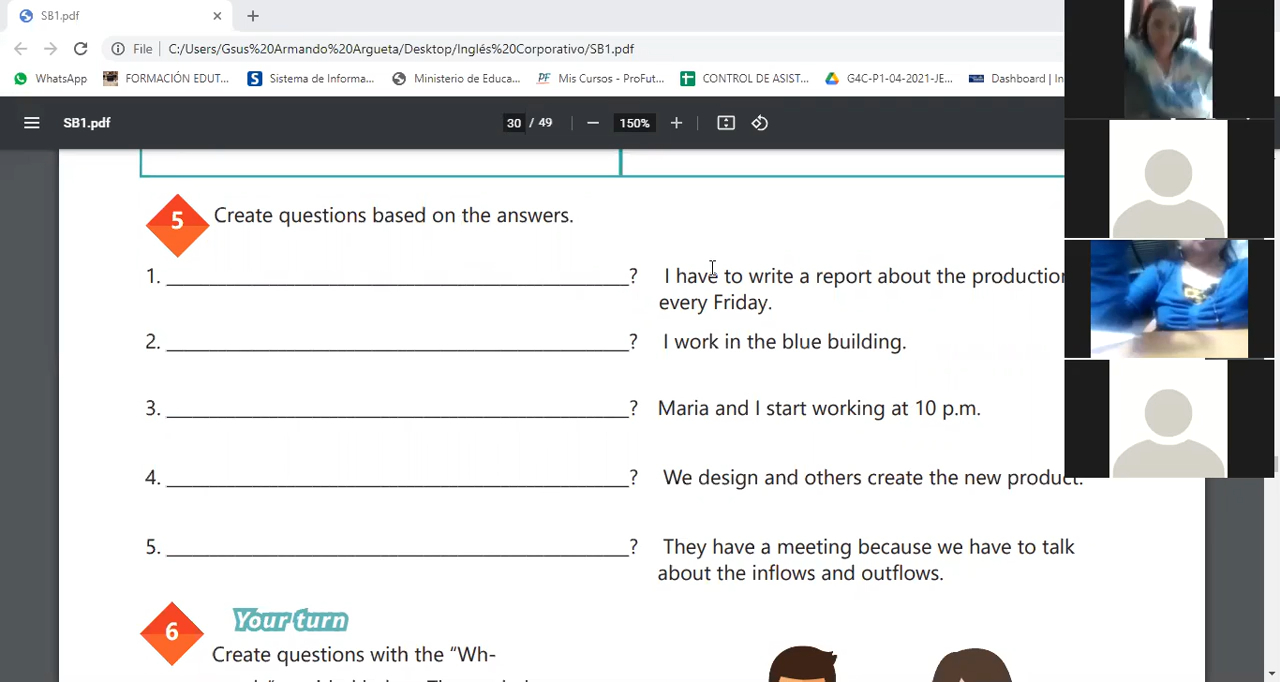 SB1.pdf
File C:/Users/Gsus%20Armando%20Argueta/Desktop/Inglés%20Corporativo/SB1.pdf
WhatsApp FORMACIÓN EDUT... Sistema de Informa... Ministerio de Educa... PF Mis Cursos - ProFut... CONTROL DE ASIST... G4C-P1-04-2021-JE... Dashboard | In
SB1.pdf 30 / 49 150%
5 Create questions based on the answers.
1. ? I have to write a report about the production
every Friday.
2. ? I work in the blue building.
3. ? Maria and I start working at 10 p.m.
4. ? We design and others create the new product.
5. ? They have a meeting because we have to talk
about the inflows and outflows.
6 Your turn
Create questions with the “Wh-